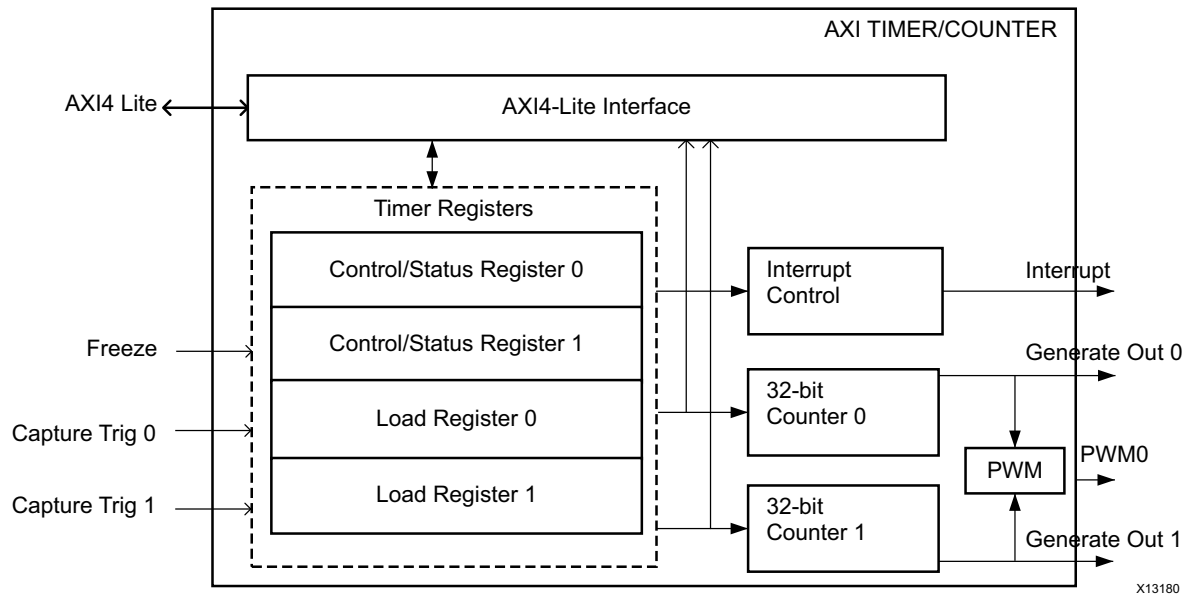 AXI TIMER/COUNTER
AXI4 Lite
AXI4-Lite Interface
Timer Registers
Control/Status Register 0
Control/Status Register 1
Load Register 0
Load Register 1
Freeze
Capture Trig 0
Capture Trig 1
Interrupt
Control
Interrupt
32-bit
Counter 0
Generate Out 0
PWM
PWM0
32-bit
Counter 1
Generate Out 1
X13180